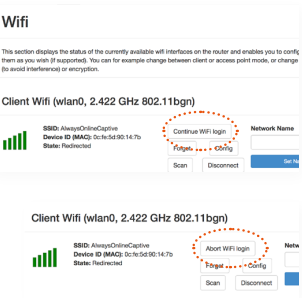 Wifi
This section displays the status of the currently available wifi interfaces on the router and enables you to config
them as you wish (if supported). You can for example change between client or access point mode, or change
(to avoid interference) or encryption.
Client Wifi (wlan0, 2.422 GHz 802.11bgn)
SSID: AlwaysOnlineCaptive
Device ID (MAC): 0c:fe:5d:90:14:7b
State: Redirected
Continue WiFi login
Forget
Config
Scan
Disconnect
Network Name
Set Na
Client Wifi (wlan0, 2.422 GHz 802.11bgn)
SSID: AlwaysOnlineCaptive
Device ID (MAC): 0c:fe:5d:90:14:7b
State: Redirected
Abort WiFi login
Forget
Config
Scan
Disconnect
Netw